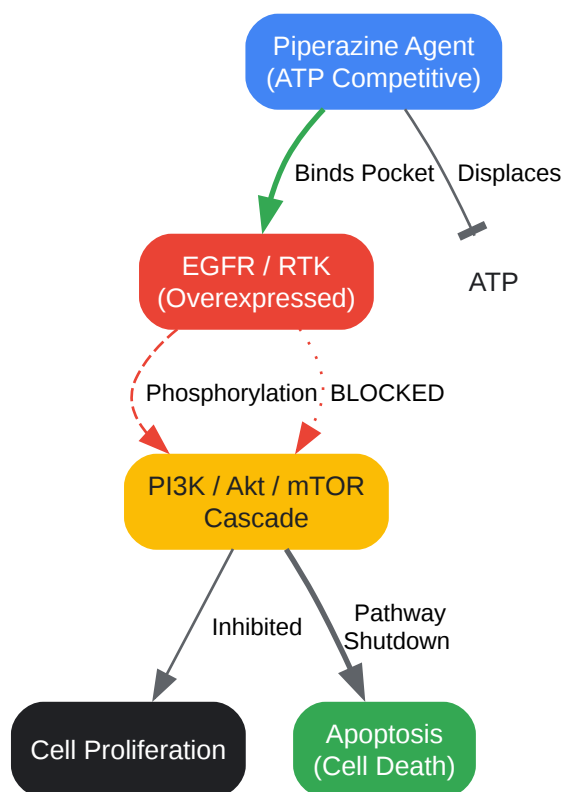 Piperazine Agent
(ATP Competitive)
Binds Pocket
Displaces
EGFR / RTK
(Overexpressed)
ATP
Phosphorylation
BLOCKED
PI3K / Akt / mTOR
Cascade
Inhibited
Pathway
Shutdown
Cell Proliferation
Apoptosis
(Cell Death)